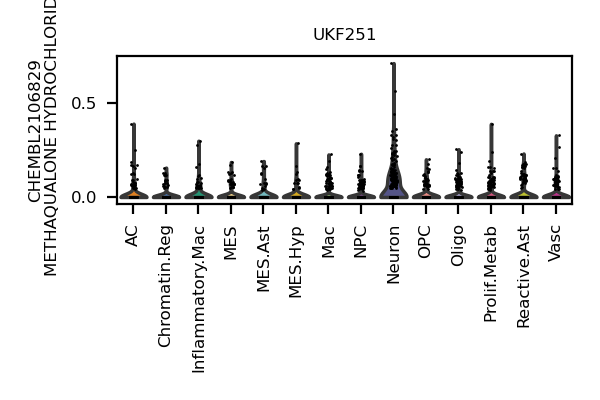 UKF251
CHEMBL2106829
METHAQUALONE HYDROCHLORID
0.5
0.0
AC
Chromatin.Reg
Inflammatory.Mac
MES
MES.Ast
MES.Hyp
Mac
NPC
Neuron
OPC
Oligo
Prolif.Metab
Reactive.Ast
Vasc